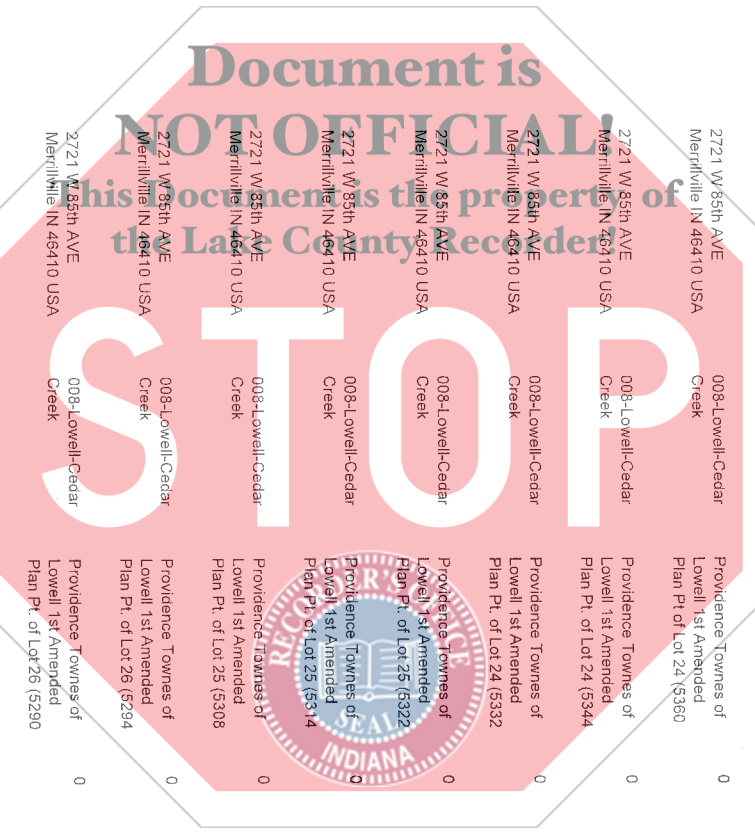 Document is
NOT OFFICIAL!
This Document is the property of
the Lake County Recorder!
STOP
RECORDER'S OFFICE
SEAL
INDIANA
2721 W 85th AVE
Merrillville IN 46410 USA
008-Lowell-Cedar
Creek
Providence Townes of
Lowell 1st Amended
Plan Pt of Lot 24 (5360
0
2721 W 85th AVE
Merrillville IN 46410 USA
008-Lowell-Cedar
Creek
Providence Townes of
Lowell 1st Amended
Plan Pt. of Lot 24 (5344
0
2721 W 85th AVE
Merrillville IN 46410 USA
008-Lowell-Cedar
Creek
Providence Townes of
Lowell 1st Amended
Plan Pt. of Lot 24 (5332
0
2721 W 85th AVE
Merrillville IN 46410 USA
008-Lowell-Cedar
Creek
Providence Townes of
Lowell 1st Amended
Plan Pt. of Lot 25 (5322
0
2721 W 85th AVE
Merrillville IN 46410 USA
008-Lowell-Cedar
Creek
Providence Townes of
Lowell 1st Amended
Plan Pt. of Lot 25 (5314
0
2721 W 85th AVE
Merrillville IN 46410 USA
008-Lowell-Cedar
Creek
Providence Townes of
Lowell 1st Amended
Plan Pt. of Lot 25 (5308
0
2721 W 85th AVE
Merrillville IN 46410 USA
008-Lowell-Cedar
Creek
Providence Townes of
Lowell 1st Amended
Plan Pt. of Lot 26 (5294
0
2721 W 85th AVE
Merrillville IN 46410 USA
008-Lowell-Cedar
Creek
Providence Townes of
Lowell 1st Amended
Plan Pt. of Lot 26 (5290
0